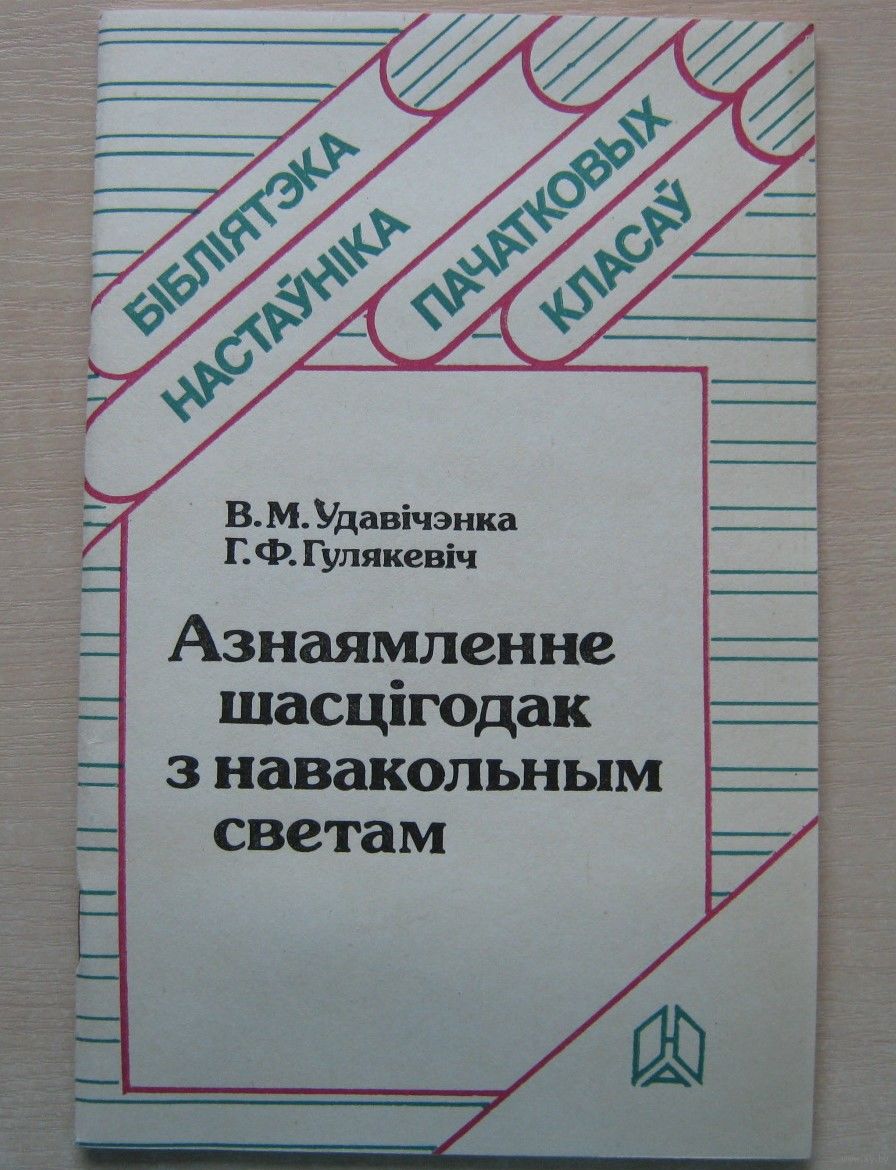 БІБЛІЯТЭКА
НАСТАЎНІКА
ПАЧАТКОВЫХ
КЛАСАЎ
В.М.Удавічэнка
Г.Ф.Гулякевіч
Азнаямленне
шасцігодак
з навакольным
светам